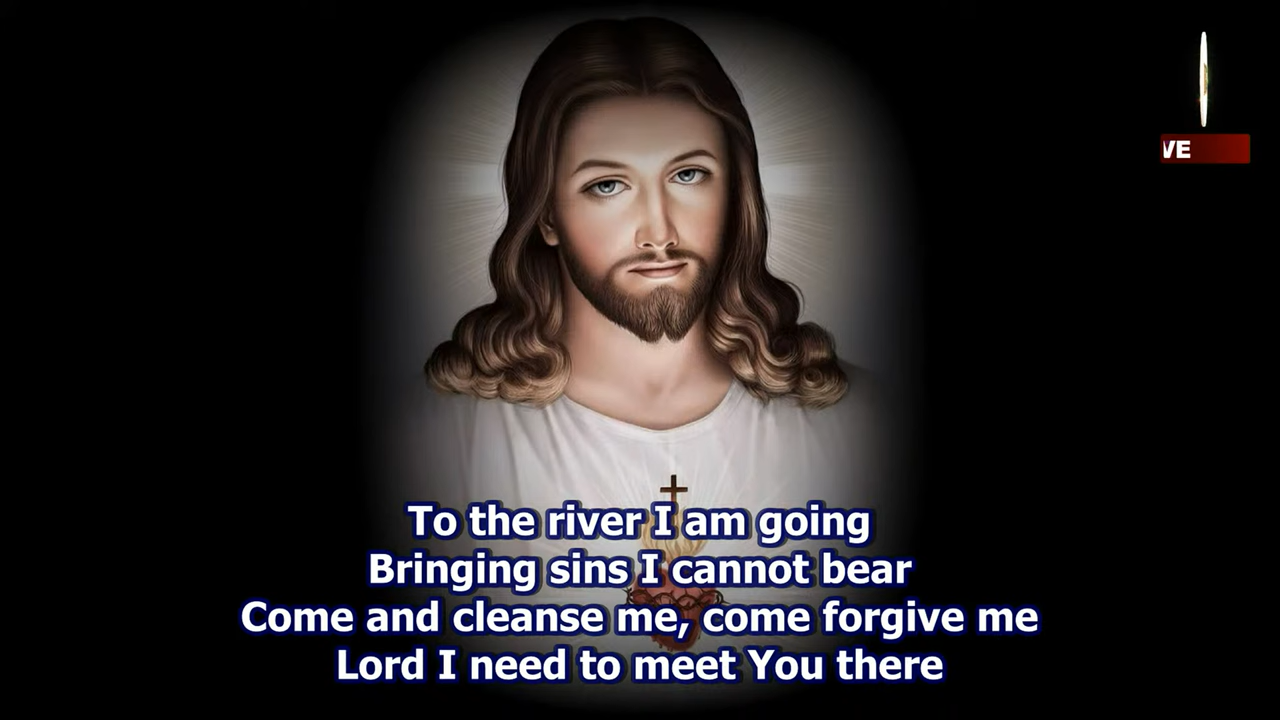 VE
To the river I am going
Bringing sins I cannot bear
Come and cleanse me, come forgive me
Lord I need to meet You there